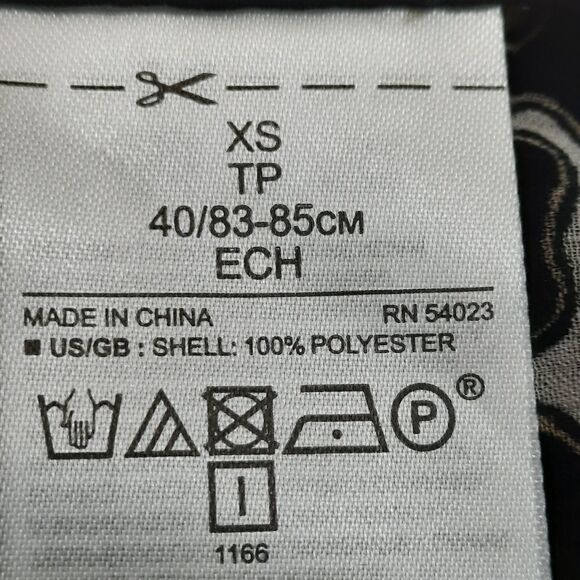 XS
TP
40/83-85CM
ECH
MADE IN CHINA RN 54023
US/GB : SHELL: 100% POLYESTER
P ®
1166